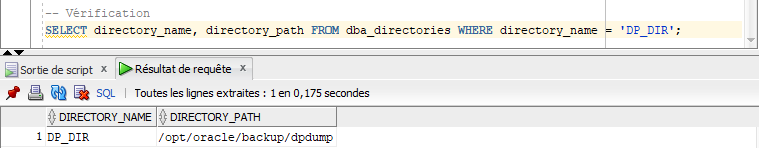 -- Vérification
SELECT directory_name, directory_path FROM dba_directories WHERE directory_name = 'DP_DIR';
Sortie de script x Résultat de requête x
SQL | Toutes les lignes extraites : 1 en 0,175 secondes
DIRECTORY_NAME DIRECTORY_PATH
1 DP_DIR /opt/oracle/backup/dpdump